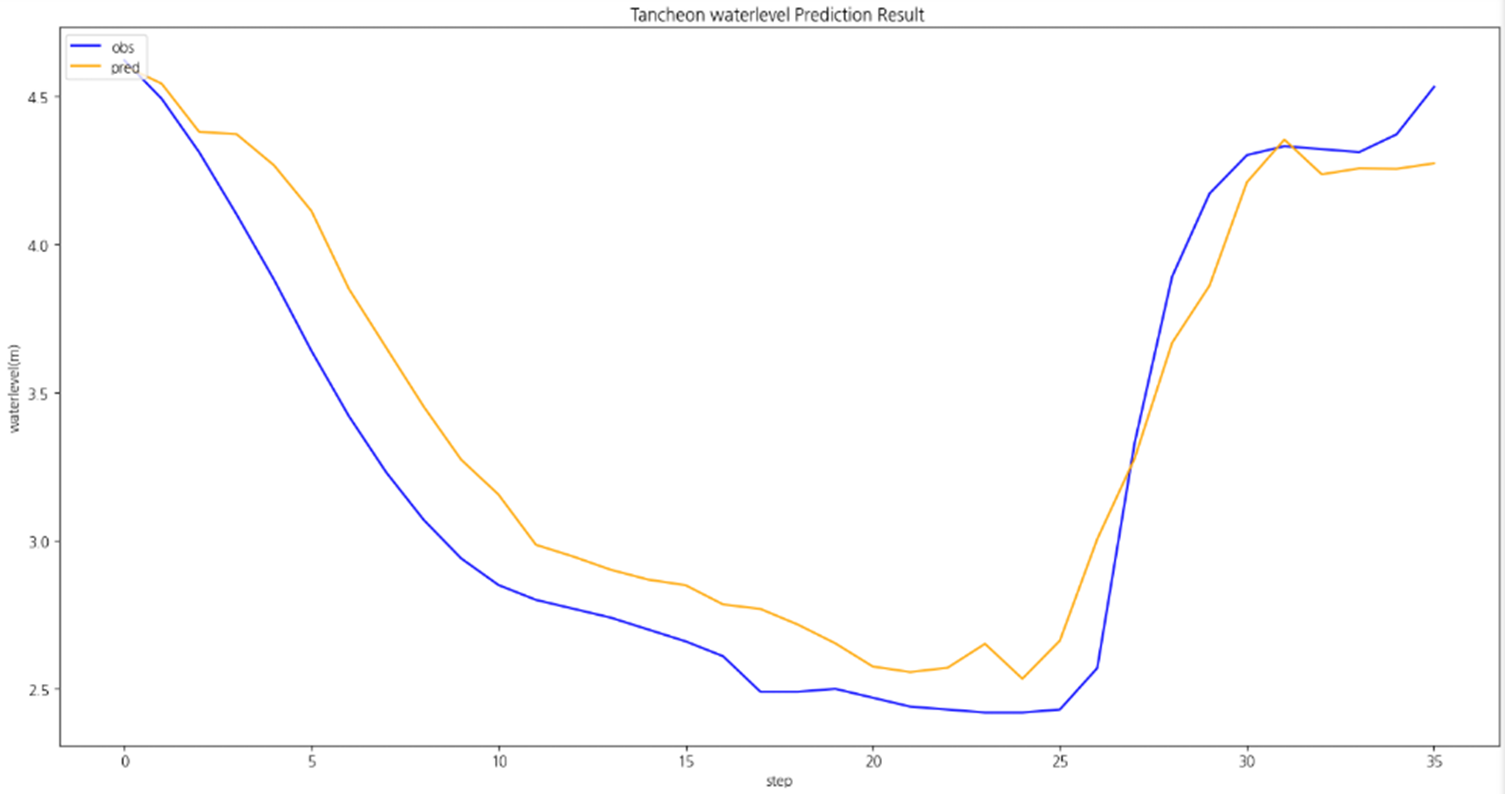 Tancheon waterlevel Prediction Result
obs
pred
4.5
4.0
3.5
3.0
2.5
waterlevel(m)
0 5 10 15 20 25 30 35
step